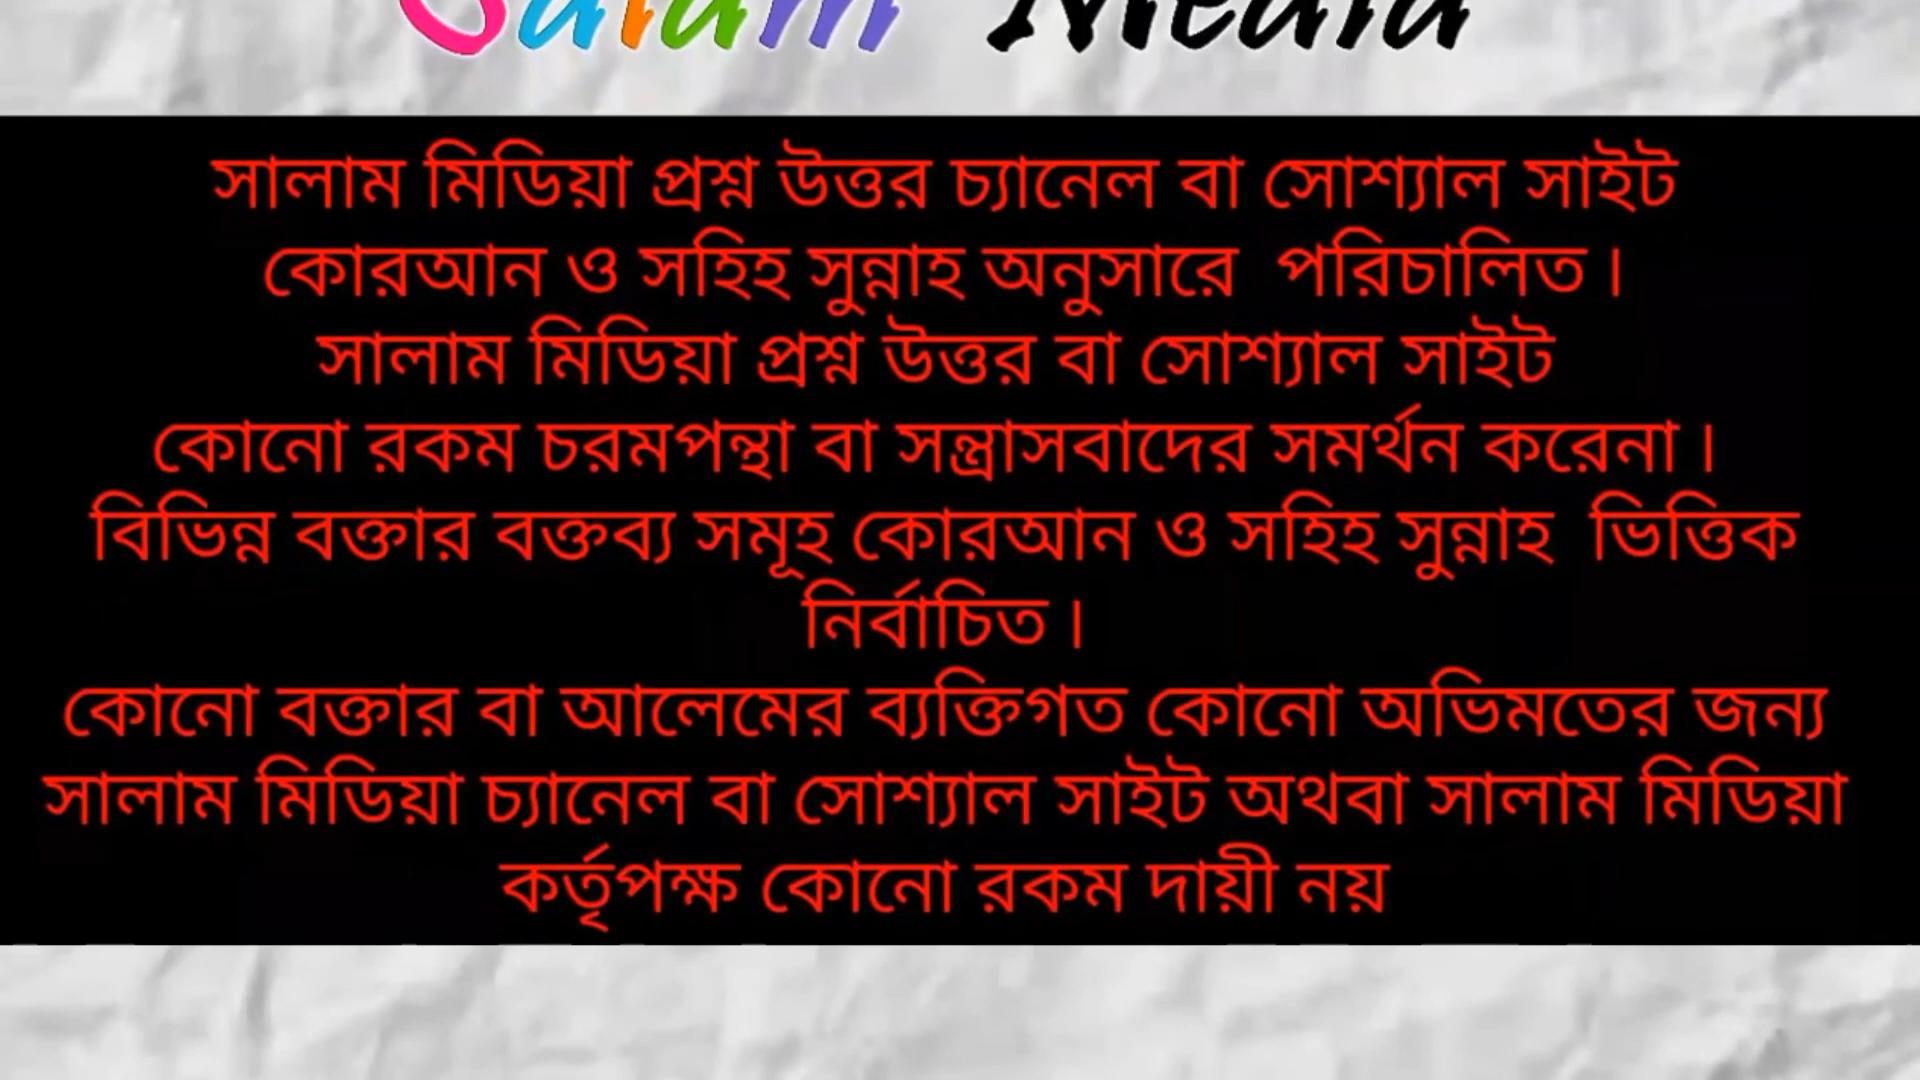 Salam Media
সালাম মিডিয়া প্রশ্ন উত্তর চ্যানেল বা সোশ্যাল সাইট
কোরআন ও সহিহ সুন্নাহ অনুসারে পরিচালিত।
সালাম মিডিয়া প্রশ্ন উত্তর বা সোশ্যাল সাইট
কোনো রকম চরমপন্থা বা সন্ত্রাসবাদের সমর্থন করেনা।
বিভিন্ন বক্তার বক্তব্য সমূহ কোরআন ও সহিহ সুন্নাহ ভিত্তিক
নির্বাচিত।
কোনো বক্তার বা আলেমের ব্যক্তিগত কোনো অভিমতের জন্য
সালাম মিডিয়া চ্যানেল বা সোশ্যাল সাইট অথবা সালাম মিডিয়া
কর্তৃপক্ষ কোনো রকম দায়ী নয়